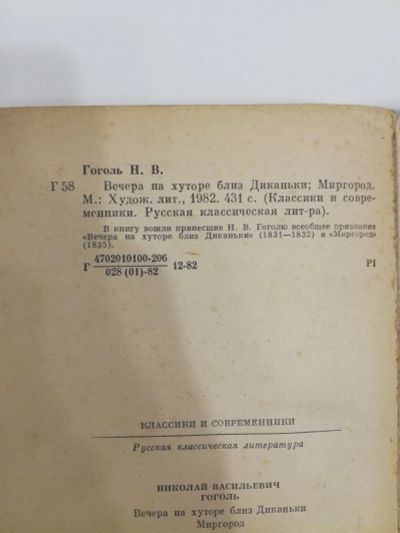 Гоголь Н. В.
Г 58 Вечера на хуторе близ Диканьки; Миргород.
М.: Худож. лит., 1982. 431 с. (Классики и совре-
менники. Русская классическая лит-ра).
В книгу вошли принесшие Н. В. Гоголю всеобщее признание
«Вечера на хуторе близ Диканьки» (1831—1832) и «Миргород»
(1835).
Г 4702010100-206 12-82 Р1
028 (01)-82
КЛАССИКИ И СОВРЕМЕННИКИ
Русская классическая литература
НИКОЛАЙ ВАСИЛЬЕВИЧ
ГОГОЛЬ
Вечера на хуторе близ Диканьки
Миргород